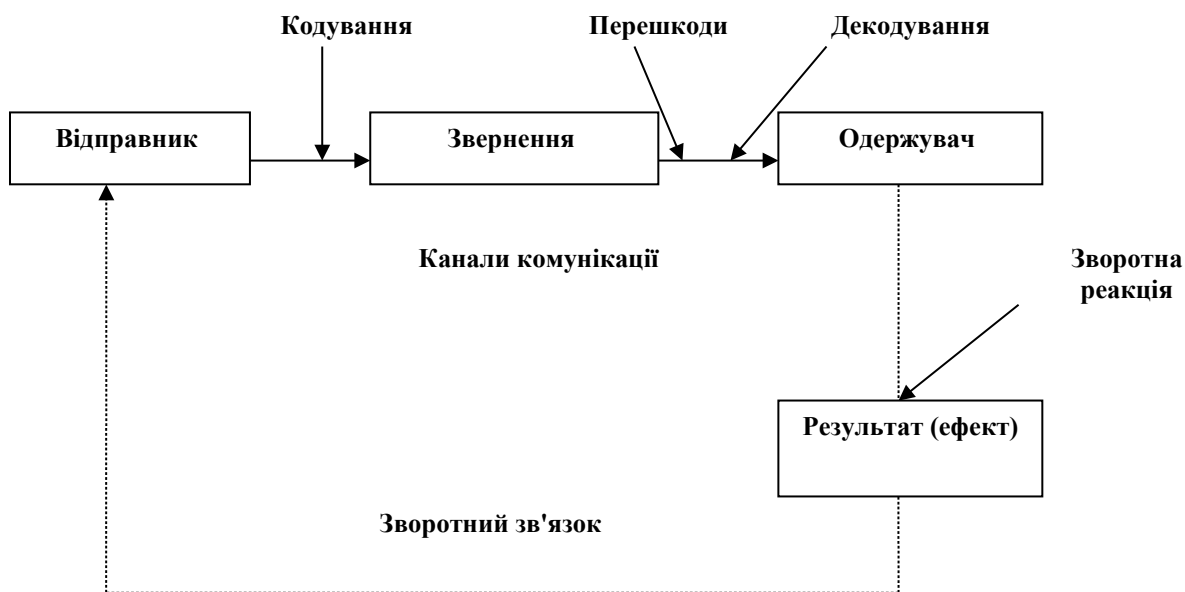 Кодування
Перешкоди
Декодування
Відправник
Звернення
Одержувач
Канали комунікації
Зворотна
реакція
Результат (ефект)
Зворотний зв'язок